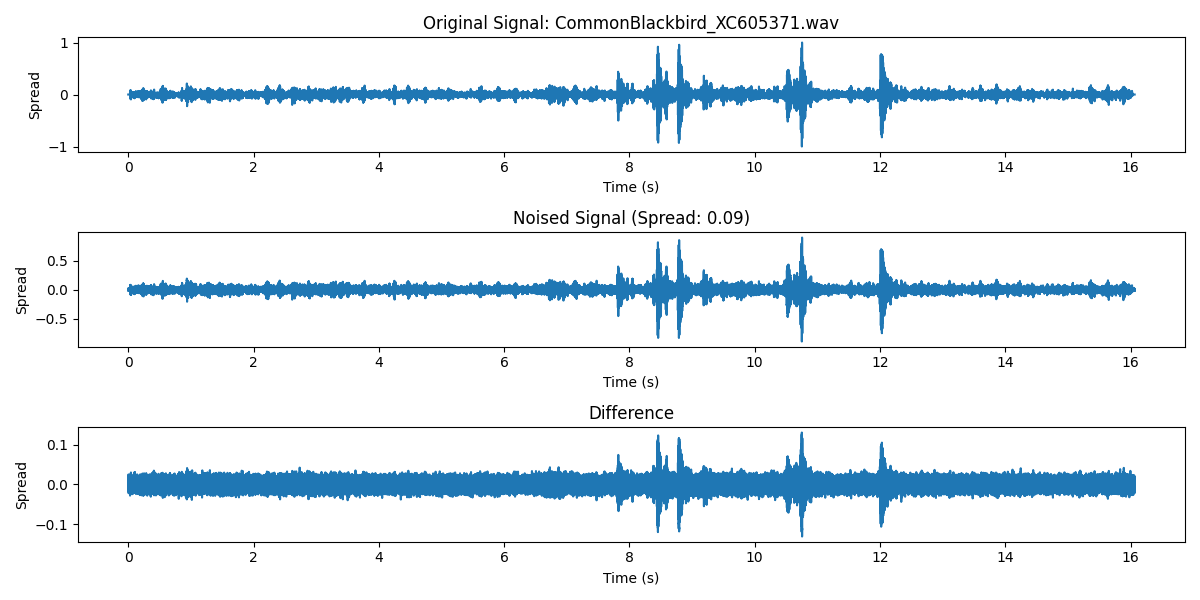 Original Signal: CommonBlackbird_XC605371.wav
1
0
−1
Spread
0 2 4 6 8 10 12 14 16
Time (s)
Noised Signal (Spread: 0.09)
0.5
0.0
−0.5
Spread
0 2 4 6 8 10 12 14 16
Time (s)
Difference
0.1
0.0
−0.1
Spread
0 2 4 6 8 10 12 14 16
Time (s)